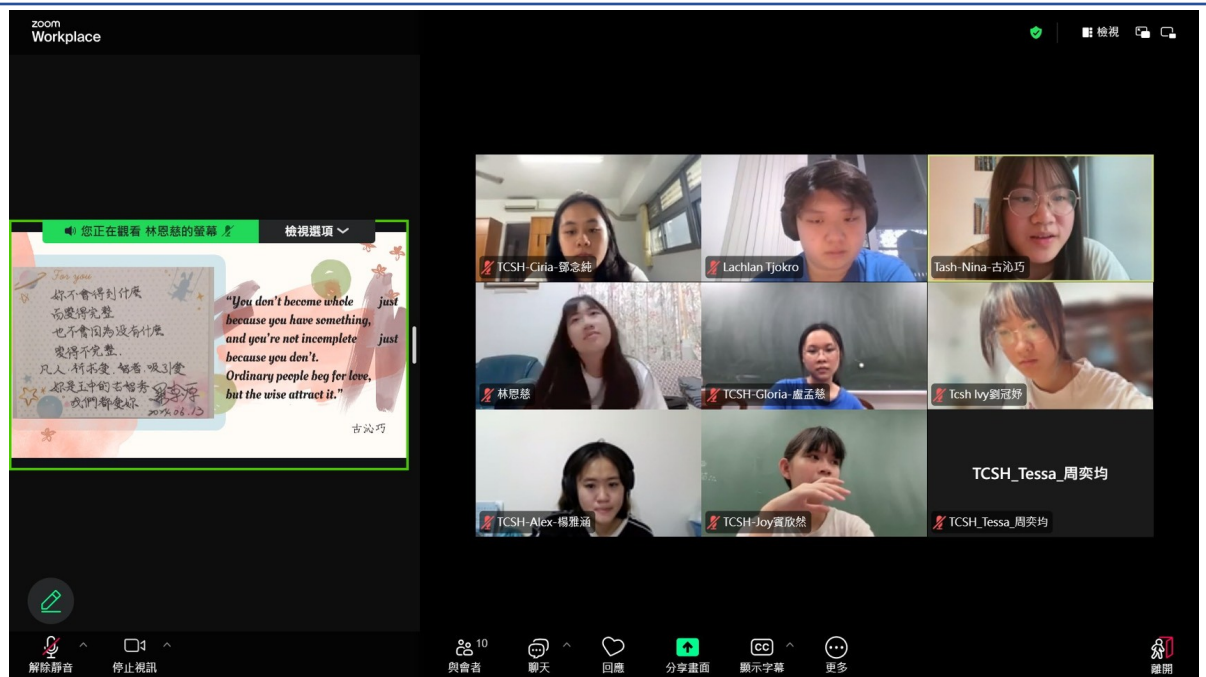 zoom
Workplace
檢視
您正在觀看 林恩慈的螢幕
檢視選項
For you
妳不會得到什麼
而變得完整
也不會因為沒有什麼
變得不完整.
凡人祈求愛.智者.吸引愛
妳是王中的古智者
我們都愛妳
2024.06.13
"You don't become whole just
because you have something,
and you're not incomplete just
because you don't.
Ordinary people beg for love,
but the wise attract it."
古沁巧
TCSH-Ciria-鄧念純
Lachlan Tjokro
Tash-Nina-古沁巧
林恩慈
TCSH-Gloria-盧孟慈
Tcsh Ivy劉冠妤
TCSH-Alex-楊雅涵
TCSH-Joy賓欣然
TCSH_Tessa_周奕均
TCSH_Tessa_周奕均
解除靜音
停止視訊
10
與會者
聊天
回應
分享畫面
CC
顯示字幕
更多
離開